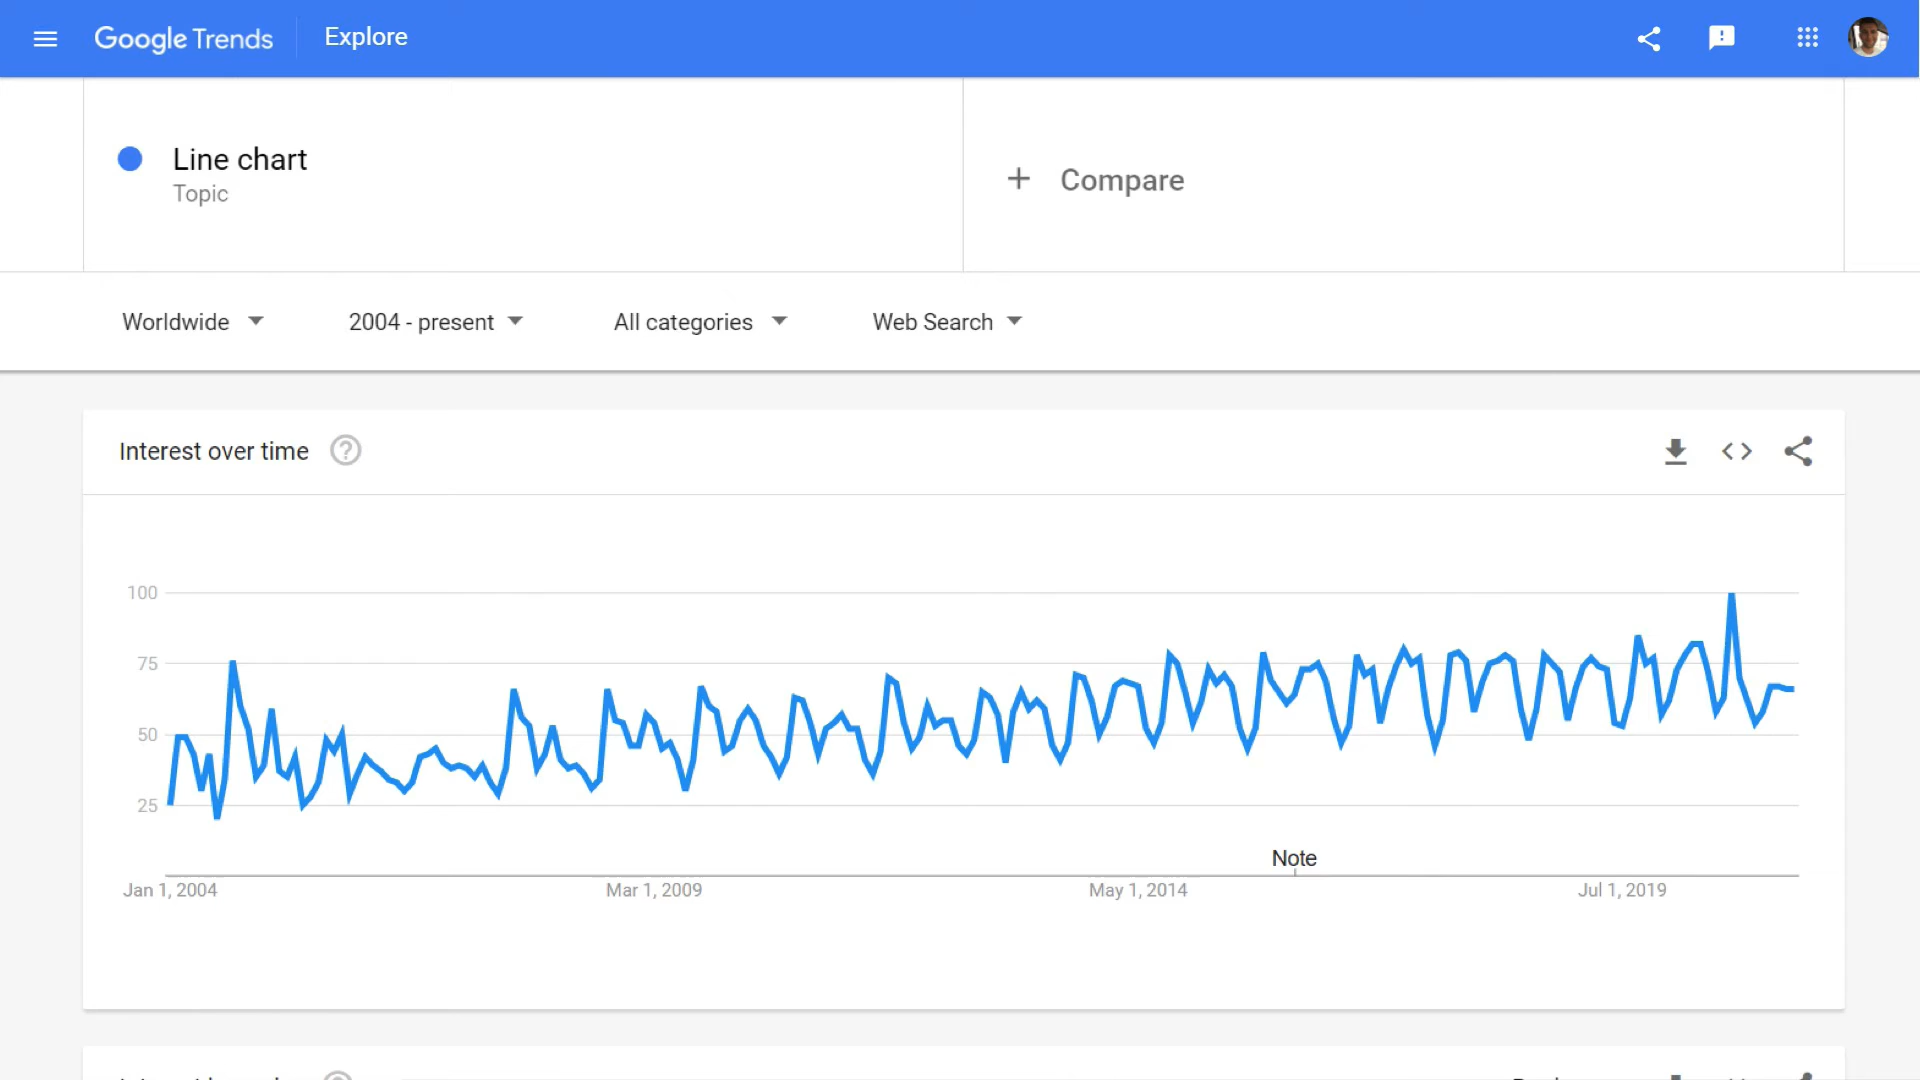 Google Trends Explore
Line chart
Topic
+ Compare
Worldwide 2004 - present All categories Web Search
Interest over time ?
100
75
50
25
Note
Jan 1, 2004 Mar 1, 2009 May 1, 2014 Jul 1, 2019